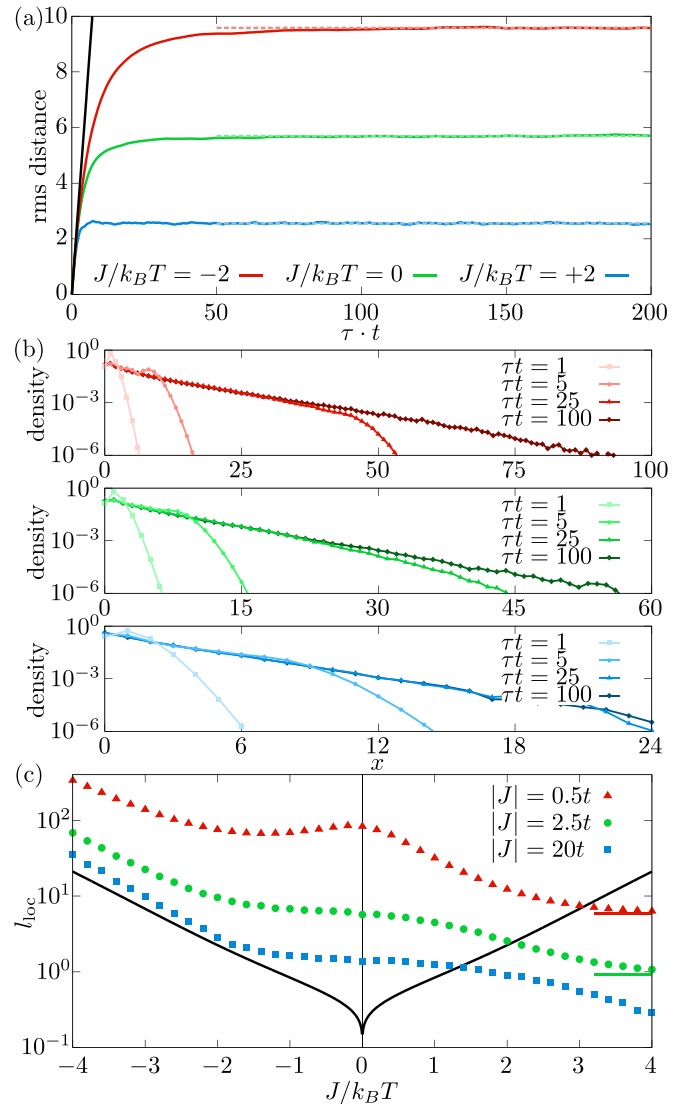 (a)
10
8
6
4
2
0
rms distance
J/k_BT = −2 J/k_BT = 0 J/k_BT = +2
0 50 100 150 200
τ · t
(b)
10^0
10^−3
10^−6
density
τt = 1
τt = 5
τt = 25
τt = 100
0 25 50 75 100
10^0
10^−3
10^−6
density
τt = 1
τt = 5
τt = 25
τt = 100
0 15 30 45 60
10^0
10^−3
10^−6
density
τt = 1
τt = 5
τt = 25
τt = 100
0 6 12 18 24
x
(c)
10^2
10^1
10^0
10^−1
l_loc
|J| = 0.5t
|J| = 2.5t
|J| = 20t
−4 −3 −2 −1 0 1 2 3 4
J/k_BT